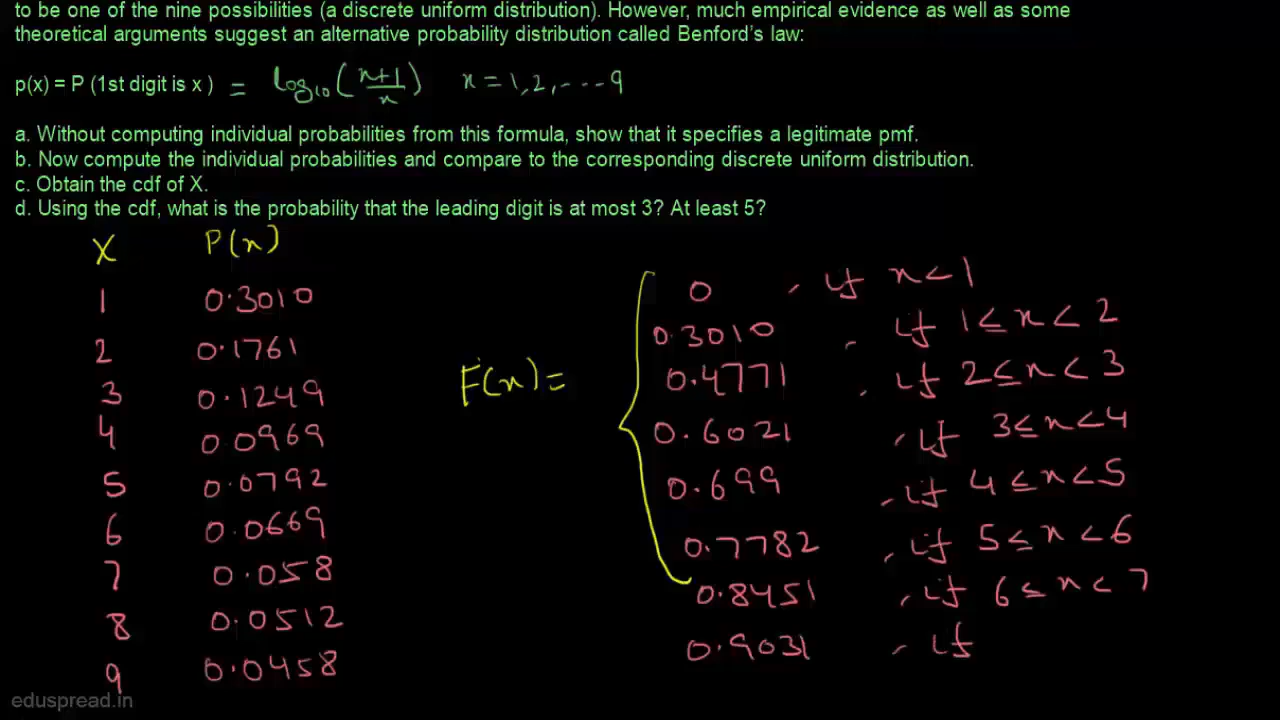 to be one of the nine possibilities (a discrete uniform distribution). However, much empirical evidence as well as some
theoretical arguments suggest an alternative probability distribution called Benford's law:
p(x) = P (1st digit is x ) = log10 (x+1/x) x = 1, 2, ... 9
a. Without computing individual probabilities from this formula, show that it specifies a legitimate pmf.
b. Now compute the individual probabilities and compare to the corresponding discrete uniform distribution.
c. Obtain the cdf of X.
d. Using the cdf, what is the probability that the leading digit is at most 3? At least 5?
X P(x)
1 0.3010
2 0.1761
3 0.1249
4 0.0969
5 0.0792
6 0.0669
7 0.058
8 0.0512
9 0.0458
F(x) =
0 , if x < 1
0.3010 , if 1 ≤ x < 2
0.4771 , if 2 ≤ x < 3
0.6021 , if 3 ≤ x < 4
0.699 , if 4 ≤ x < 5
0.7782 , if 5 ≤ x < 6
0.8451 , if 6 ≤ x < 7
0.9031 , if
eduspread.in